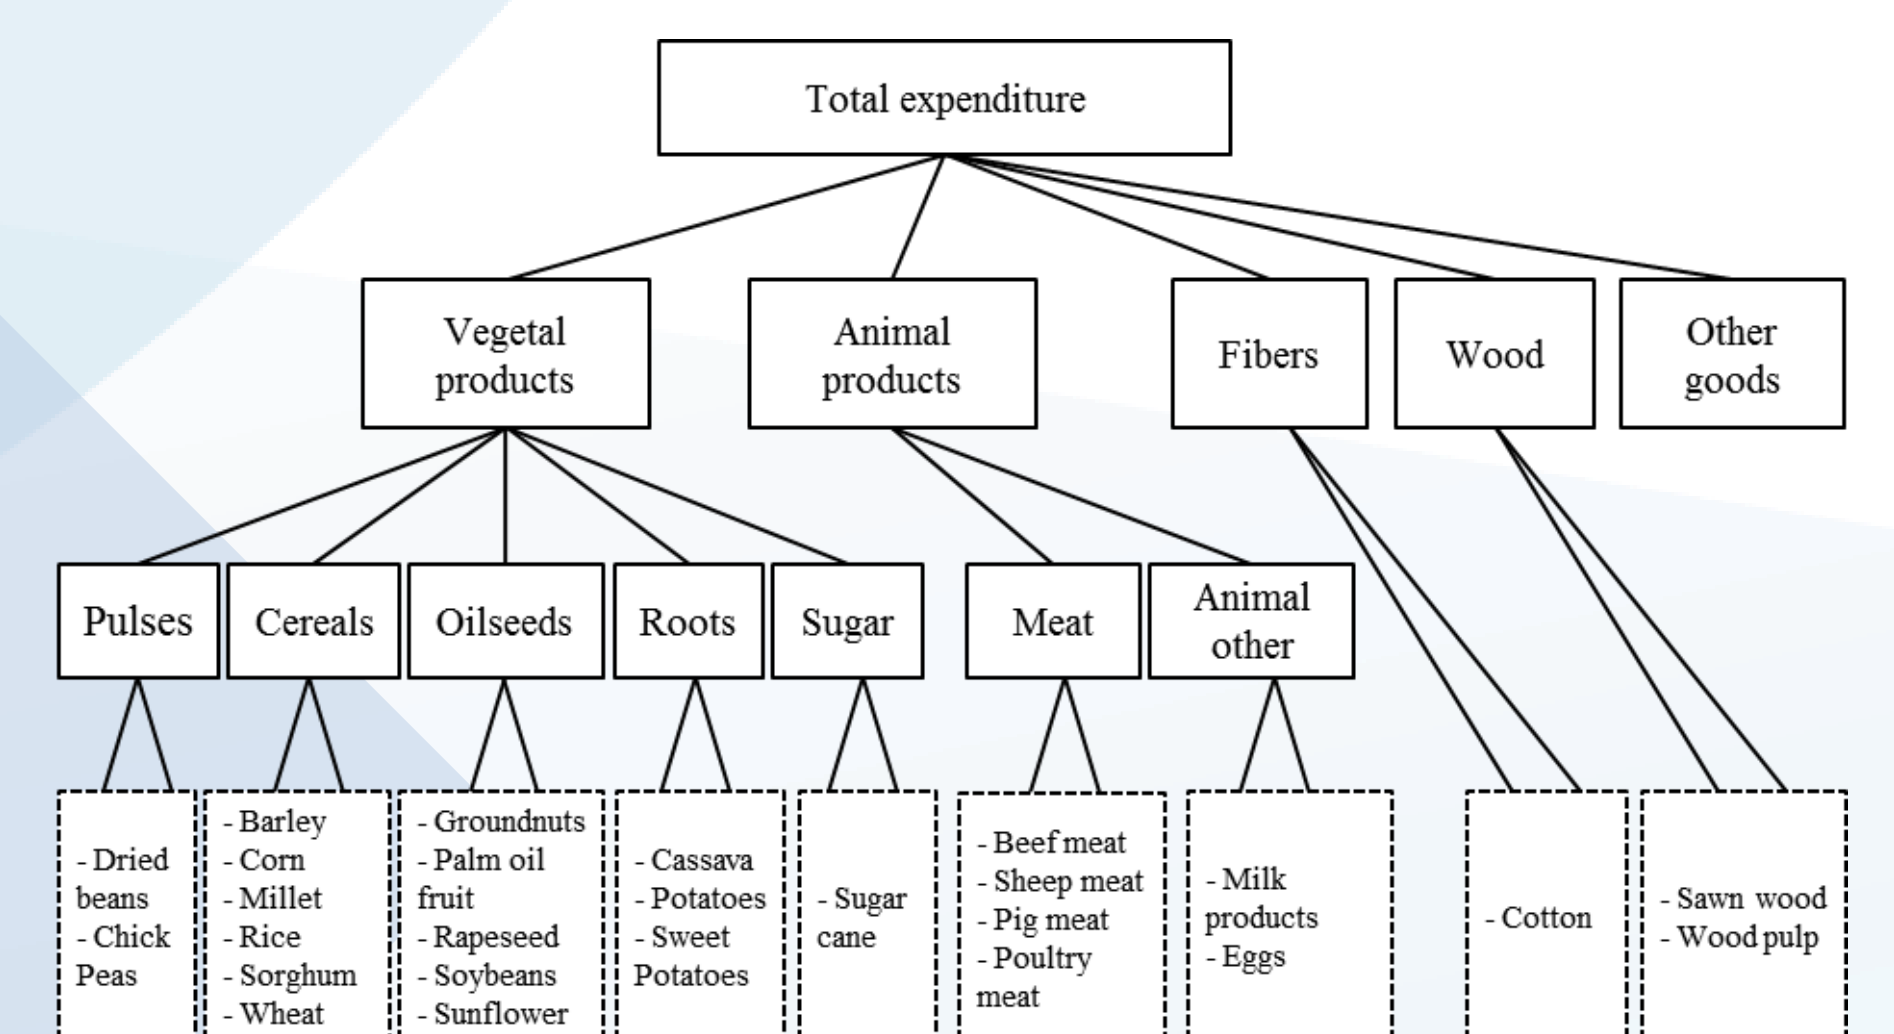 Total expenditure
Vegetal
products
Animal
products
Fibers
Wood
Other
goods
Pulses
Cereals
Oilseeds
Roots
Sugar
Meat
Animal
other
- Dried
beans
- Chick
Peas
- Barley
- Corn
- Millet
- Rice
- Sorghum
- Wheat
- Groundnuts
- Palm oil
fruit
- Rapeseed
- Soybeans
- Sunflower
- Cassava
- Potatoes
- Sweet
Potatoes
- Sugar
cane
- Beef meat
- Sheep meat
- Pig meat
- Poultry
meat
- Milk
products
- Eggs
- Cotton
- Sawn wood
- Wood pulp